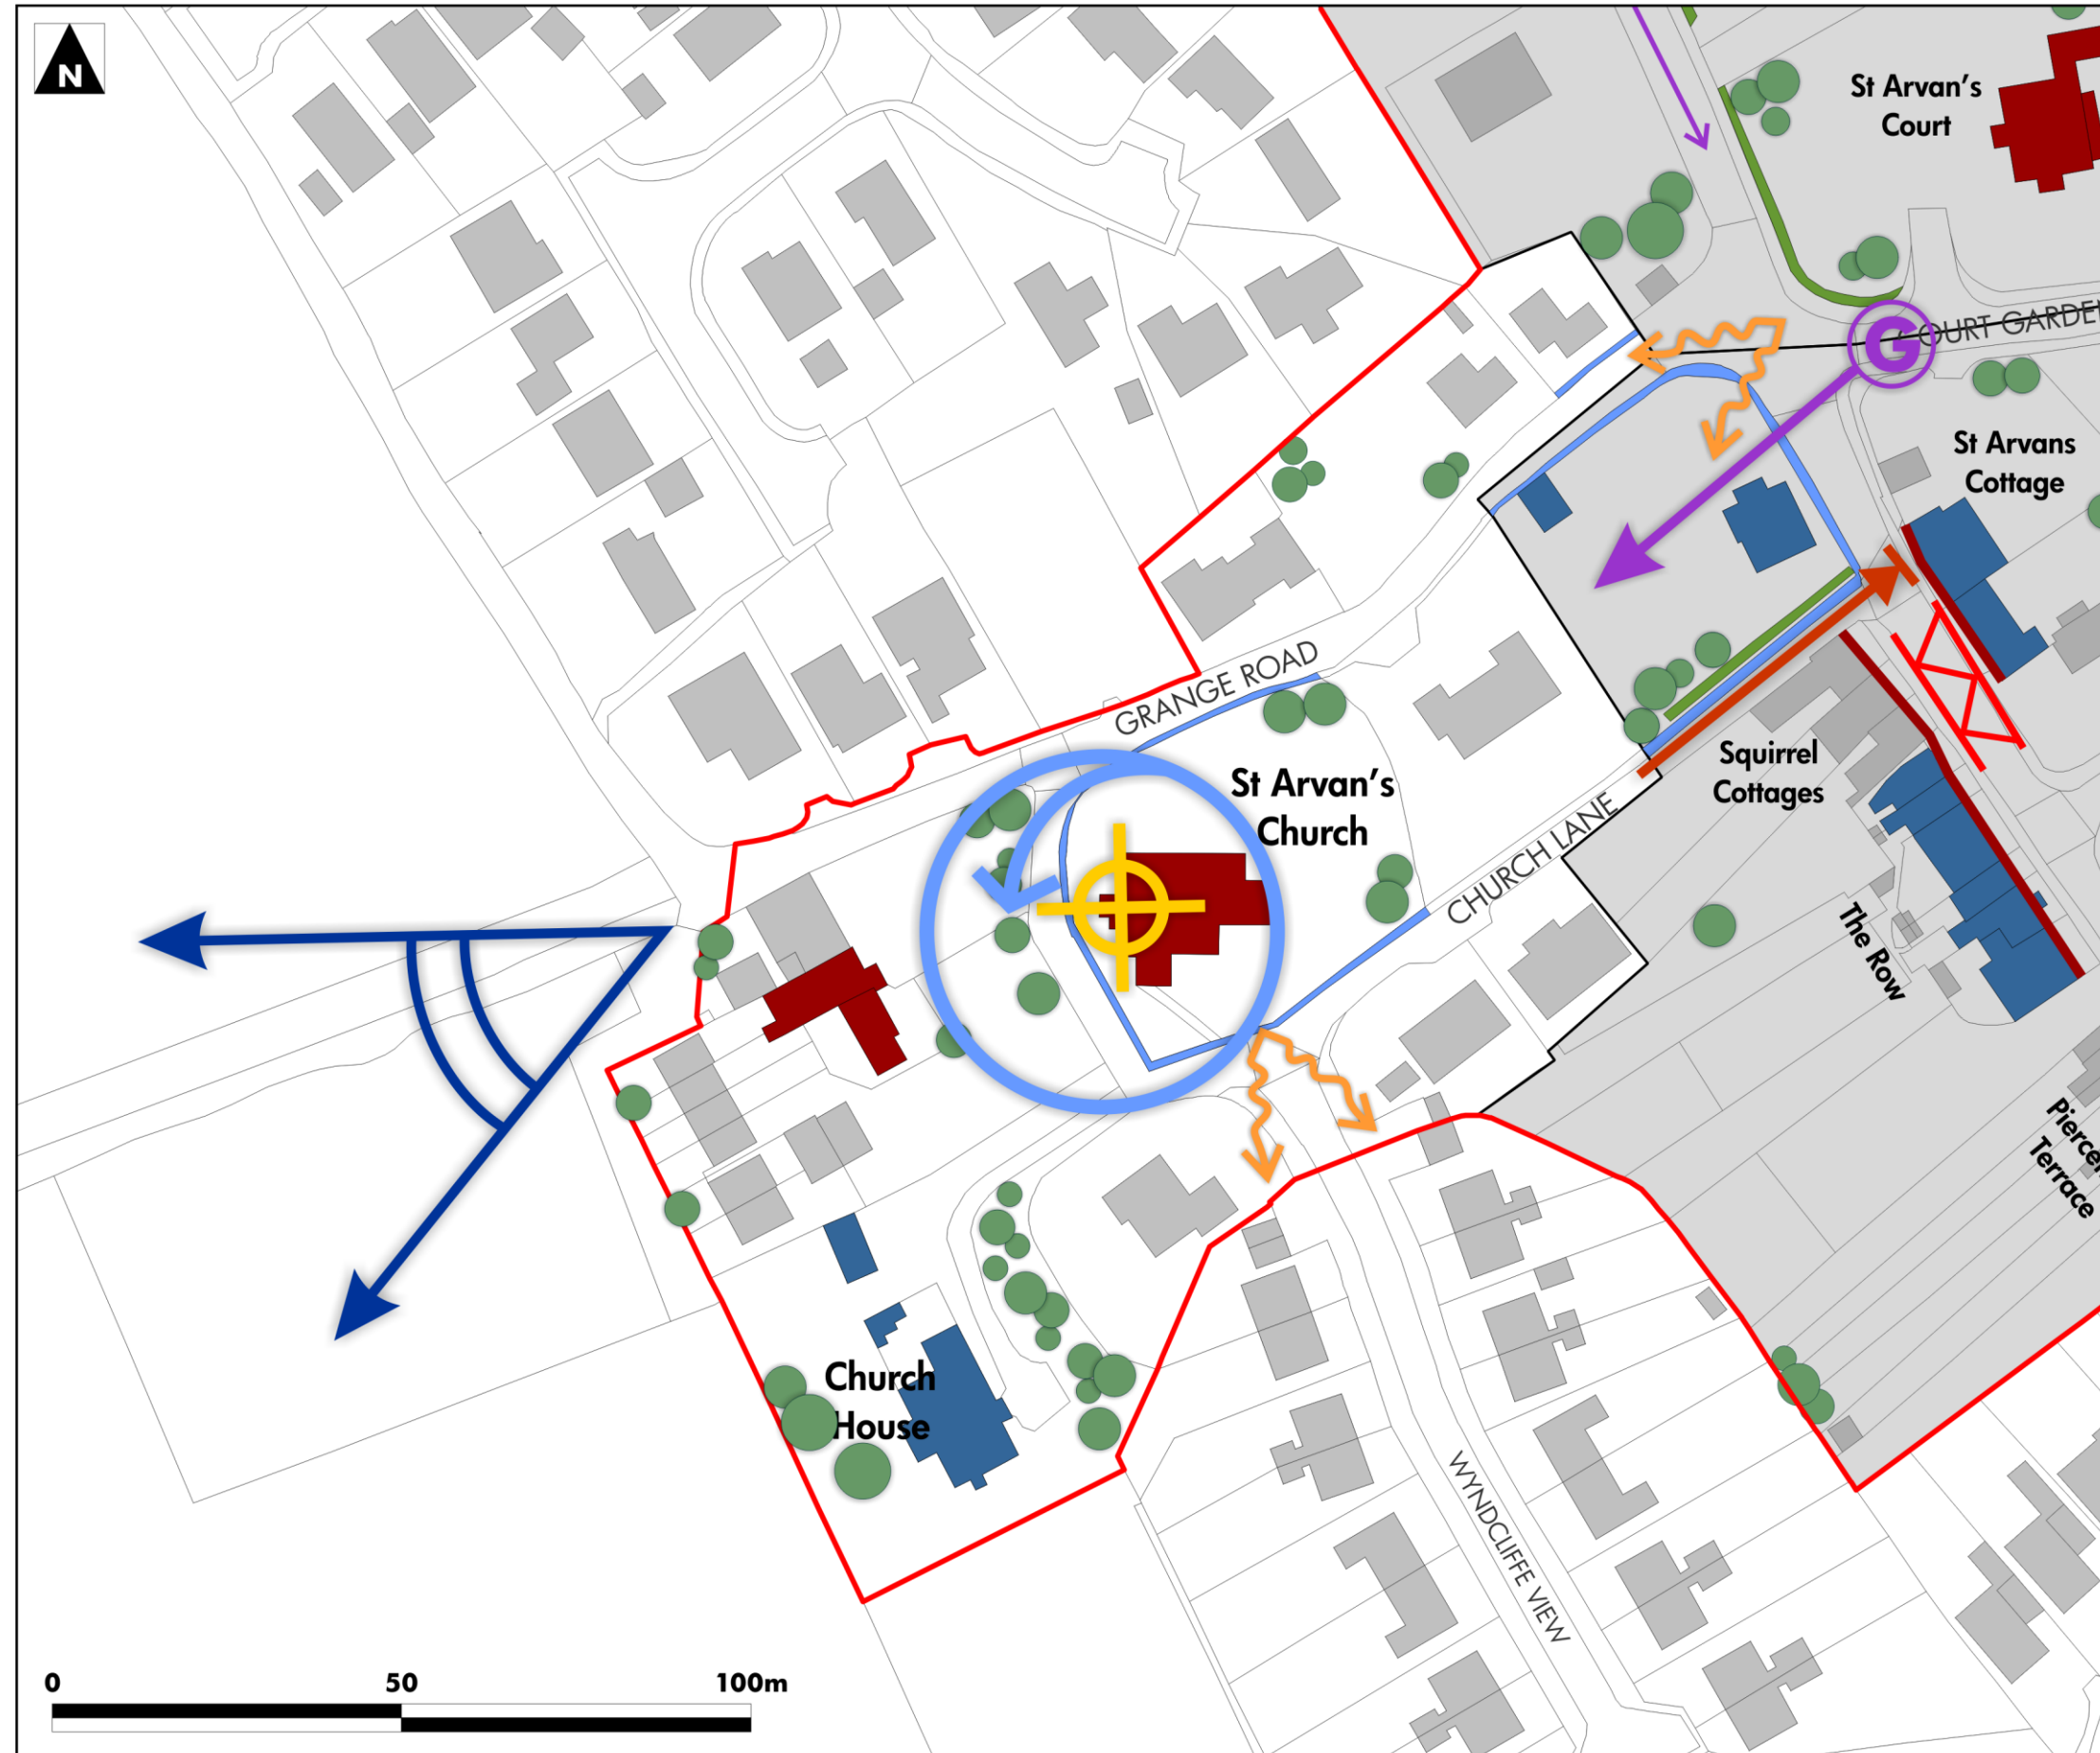 N
St Arvan's
Court
COURT GARDEN
G
St Arvans
Cottage
GRANGE ROAD
Squirrel
Cottages
St Arvan's
Church
CHURCH LANE
The Row
Terrace
Church
House
WYNDCLIFFE VIEW
0 50 100m